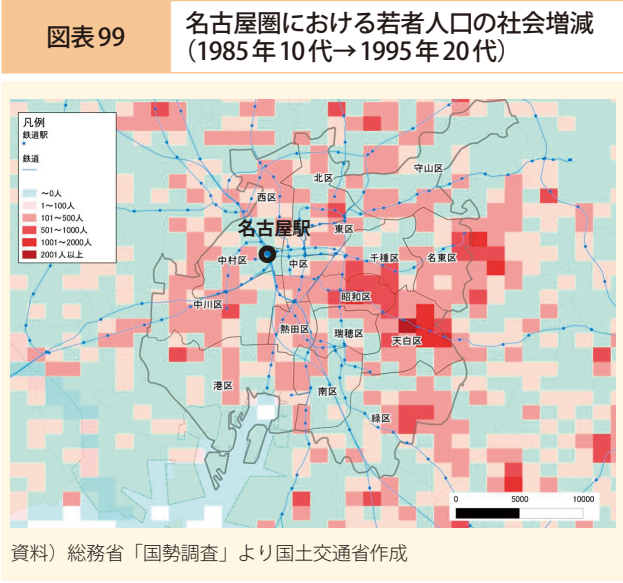 図表99
名古屋圏における若者人口の社会増減
（1985年10代→1995年20代）
凡例
鉄道駅
鉄道
～0人
1～100人
101～500人
501～1000人
1001～2000人
2001人以上
守山区
北区
西区
東区
名古屋駅
中村区
中区
千種区
名東区
中川区
昭和区
熱田区
瑞穂区
天白区
港区
南区
緑区
0 5000 10000
資料）総務省「国勢調査」より国土交通省作成